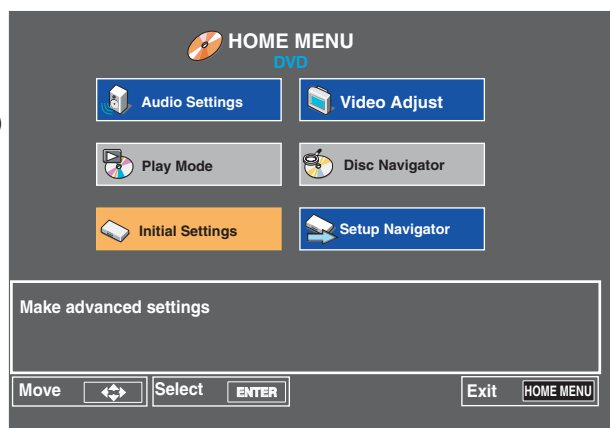 HOME MENU
DVD
Audio Settings
Video Adjust
Play Mode
Disc Navigator
Initial Settings
Setup Navigator
Make advanced settings
Move
Select ENTER
Exit HOME MENU